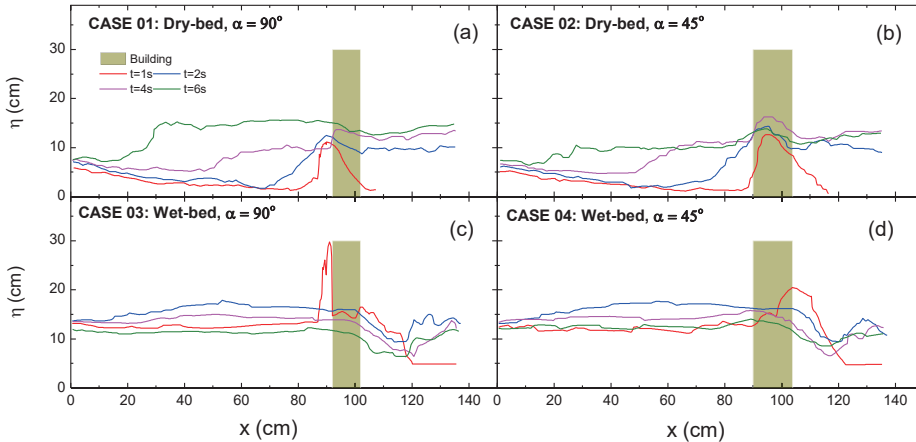 CASE 01: Dry-bed, α = 90°
(a)
Building
t=1s t=2s
t=4s t=6s
η (cm)
30
20
10
0
CASE 02: Dry-bed, α = 45°
(b)
CASE 03: Wet-bed, α = 90°
(c)
η (cm)
30
20
10
0
0 20 40 60 80 100 120
x (cm)
CASE 04: Wet-bed, α = 45°
(d)
0 20 40 60 80 100 120 140
x (cm)